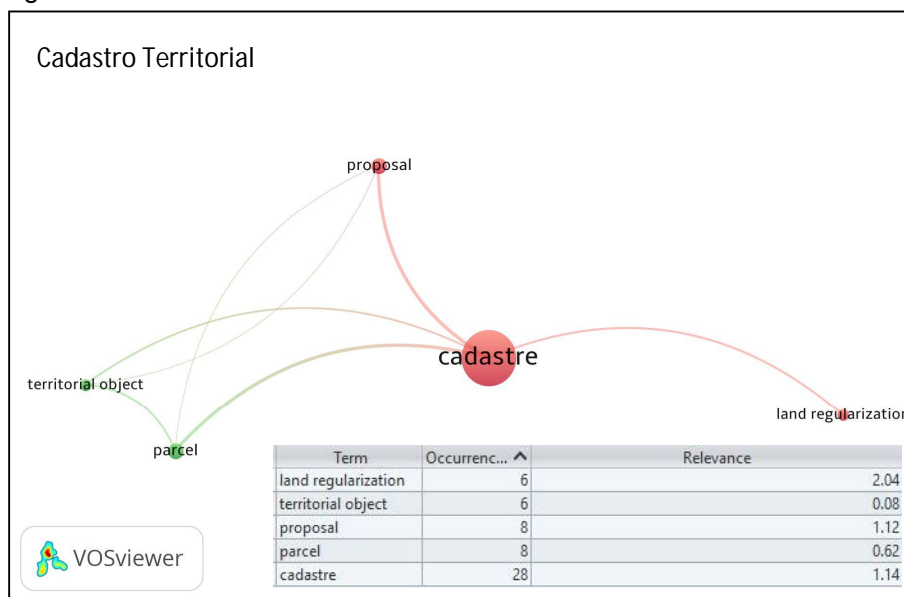 Cadastro Territorial
proposal
cadastre
territorial object
land regularization
parcel
Term Occurrenc... Relevance
land regularization 6 2.04
territorial object 6 0.08
proposal 8 1.12
parcel 8 0.62
cadastre 28 1.14
VOSviewer